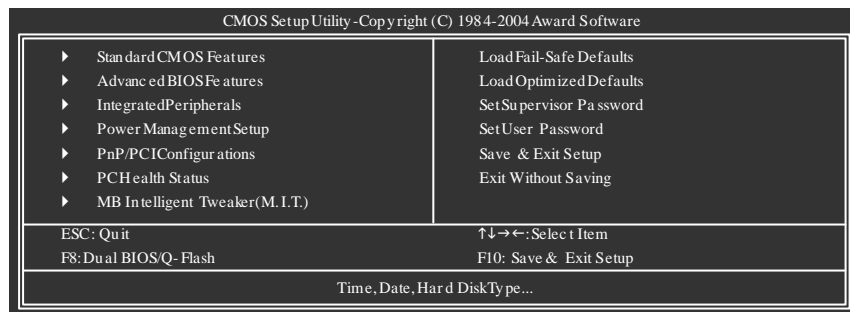 CMOS Setup Utility-Copyright (C) 1984-2004 Award Software
Standard CMOS Features
Advanced BIOS Features
Integrated Peripherals
Power Management Setup
PnP/PCI Configurations
PC Health Status
MB Intelligent Tweaker(M.I.T.)
Load Fail-Safe Defaults
Load Optimized Defaults
Set Supervisor Password
Set User Password
Save & Exit Setup
Exit Without Saving
ESC: Quit
↑↓→←:Select Item
F8: Dual BIOS/Q-Flash
F10: Save & Exit Setup
Time, Date, Hard Disk Type...